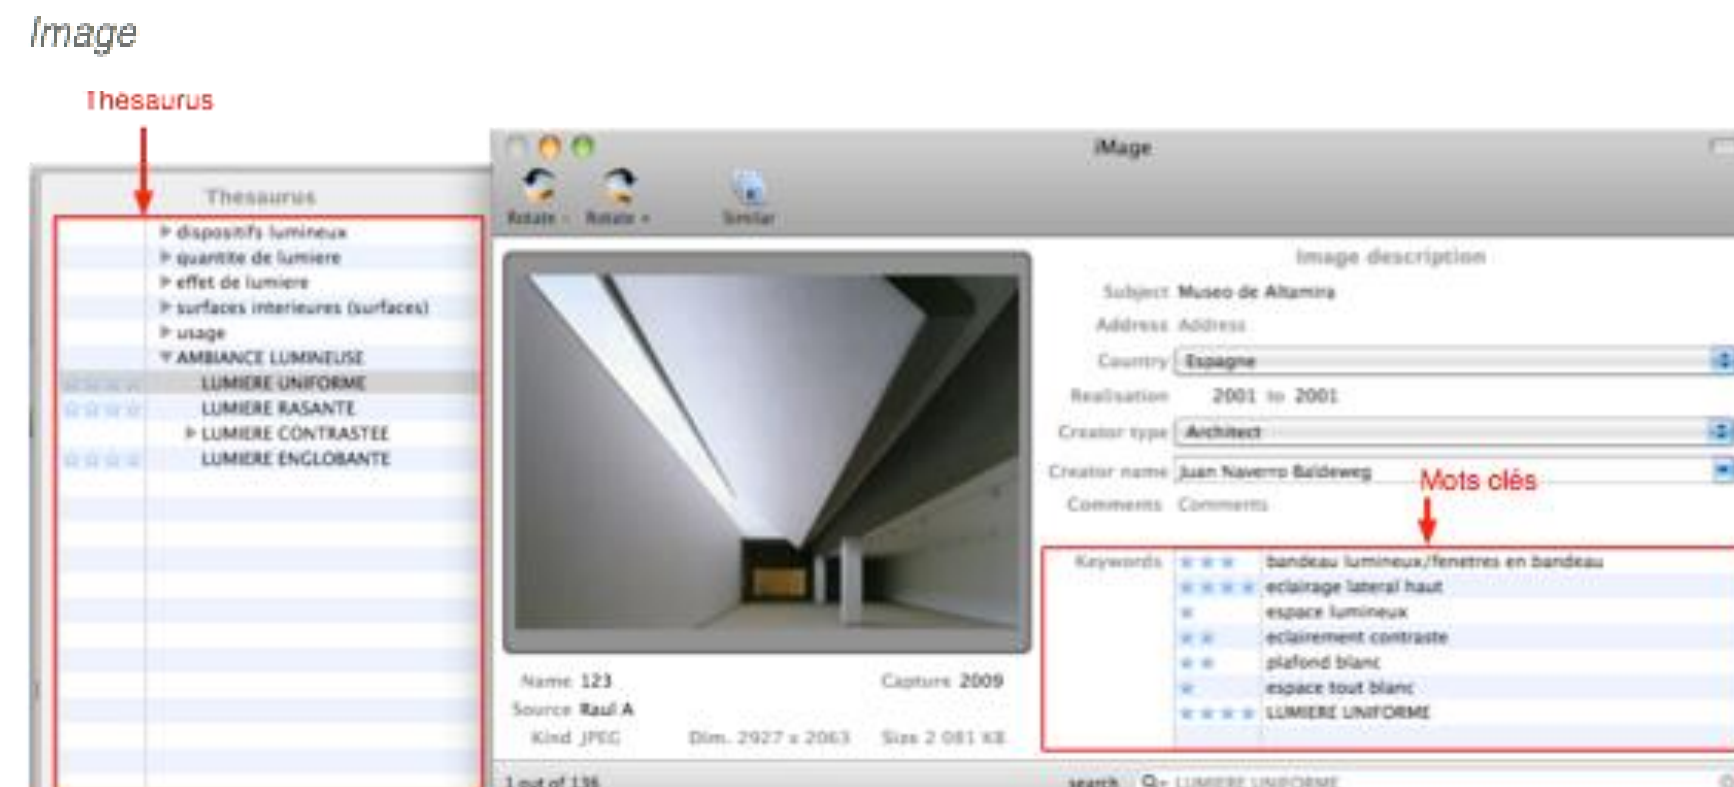 Image
Thésaurus
Thesaurus
dispositifs lumineux
quantite de lumiere
effet de lumiere
surfaces interieures (surfaces)
usage
AMBIANCE LUMINEUSE
LUMIERE UNIFORME
LUMIERE RASANTE
LUMIERE CONTRASTEE
LUMIERE ENGLOBANTE
iMage
Rotate - Rotate + Similar
Name 123 Capture 2009
Source Raul A
Kind JPEG Dim. 2927 x 2063 Size 2 081 KB
Image description
Subject Museo de Altamira
Address Address
Country Espagne
Realisation 2001 to 2001
Creator type Architect
Creator name Juan Naverro Baldeweg
Comments Comments
Mots clés
Keywords bandeau lumineux/fenetres en bandeau
eclairage lateral haut
espace lumineux
eclairement contraste
plafond blanc
espace tout blanc
LUMIERE UNIFORME
1 out of 136 search LUMIERE UNIFORME